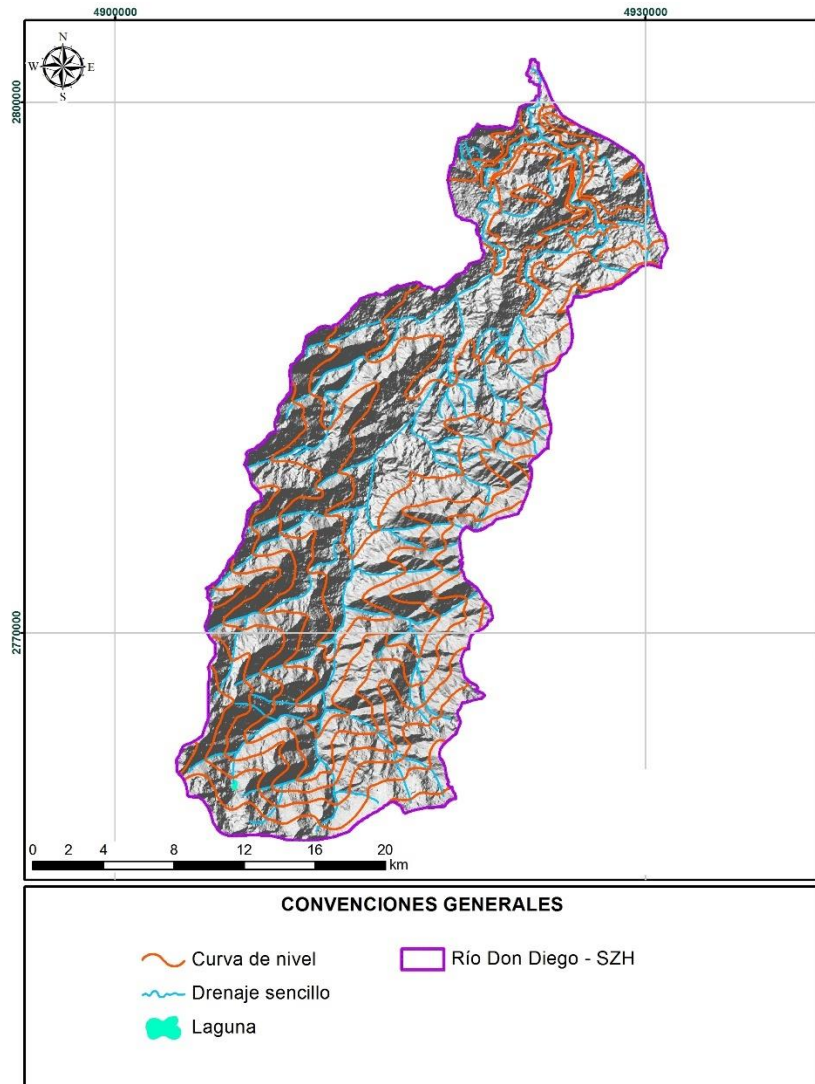 4900000
4930000
N
W E
S
2800000
2770000
0 2 4 8 12 16 20
km
CONVENCIONES GENERALES
Curva de nivel
Río Don Diego - SZH
Drenaje sencillo
Laguna